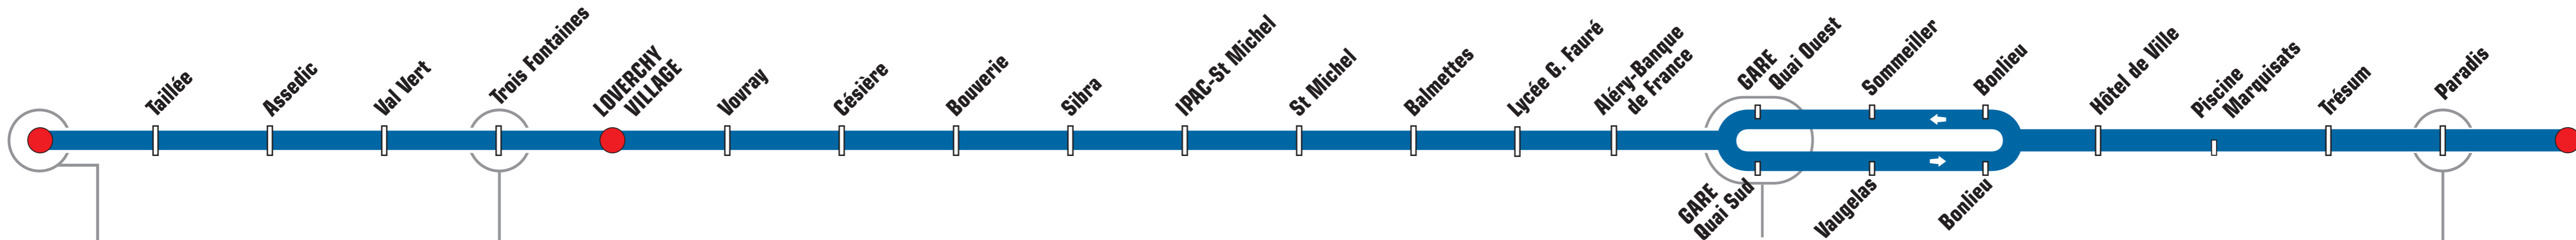 Taillée
Assedic
Val Vert
Trois Fontaines
LOVERCHY
VILLAGE
Vovray
Césière
Bouverie
Sibra
IPAC-St Michel
St Michel
Balmettes
Lycée G. Fauré
Aléry-Banque
de France
GARE
Quai Ouest
Sommeiller
Bonlieu
GARE
Quai Sud
Vaugelas
Bonlieu
Hôtel de Ville
Piscine
Marquisats
Trésum
Paradis